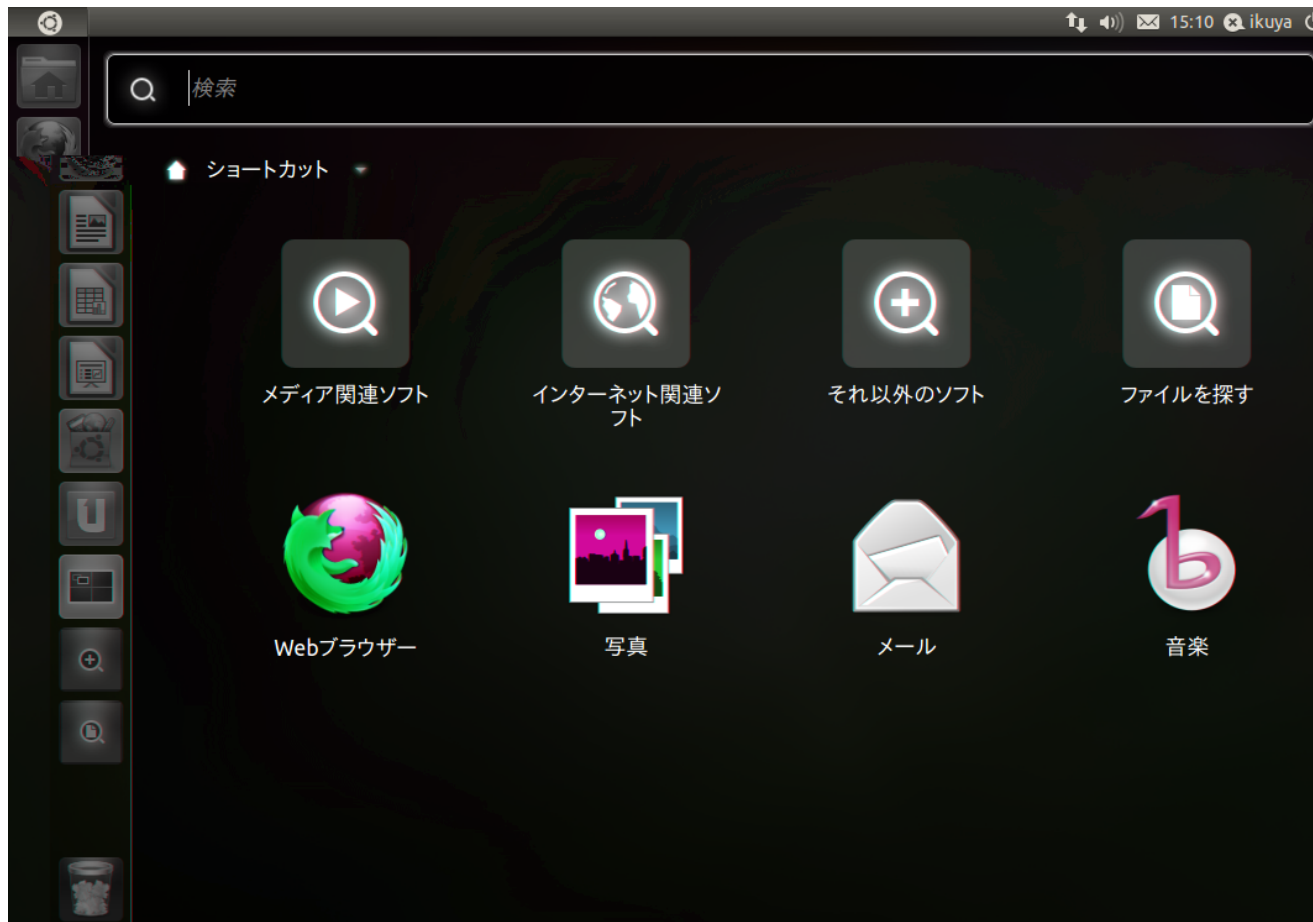 15:10 ikuya
検索
ショートカット
メディア関連ソフト
インターネット関連ソ
フト
それ以外のソフト
ファイルを探す
Webブラウザー
写真
メール
音楽